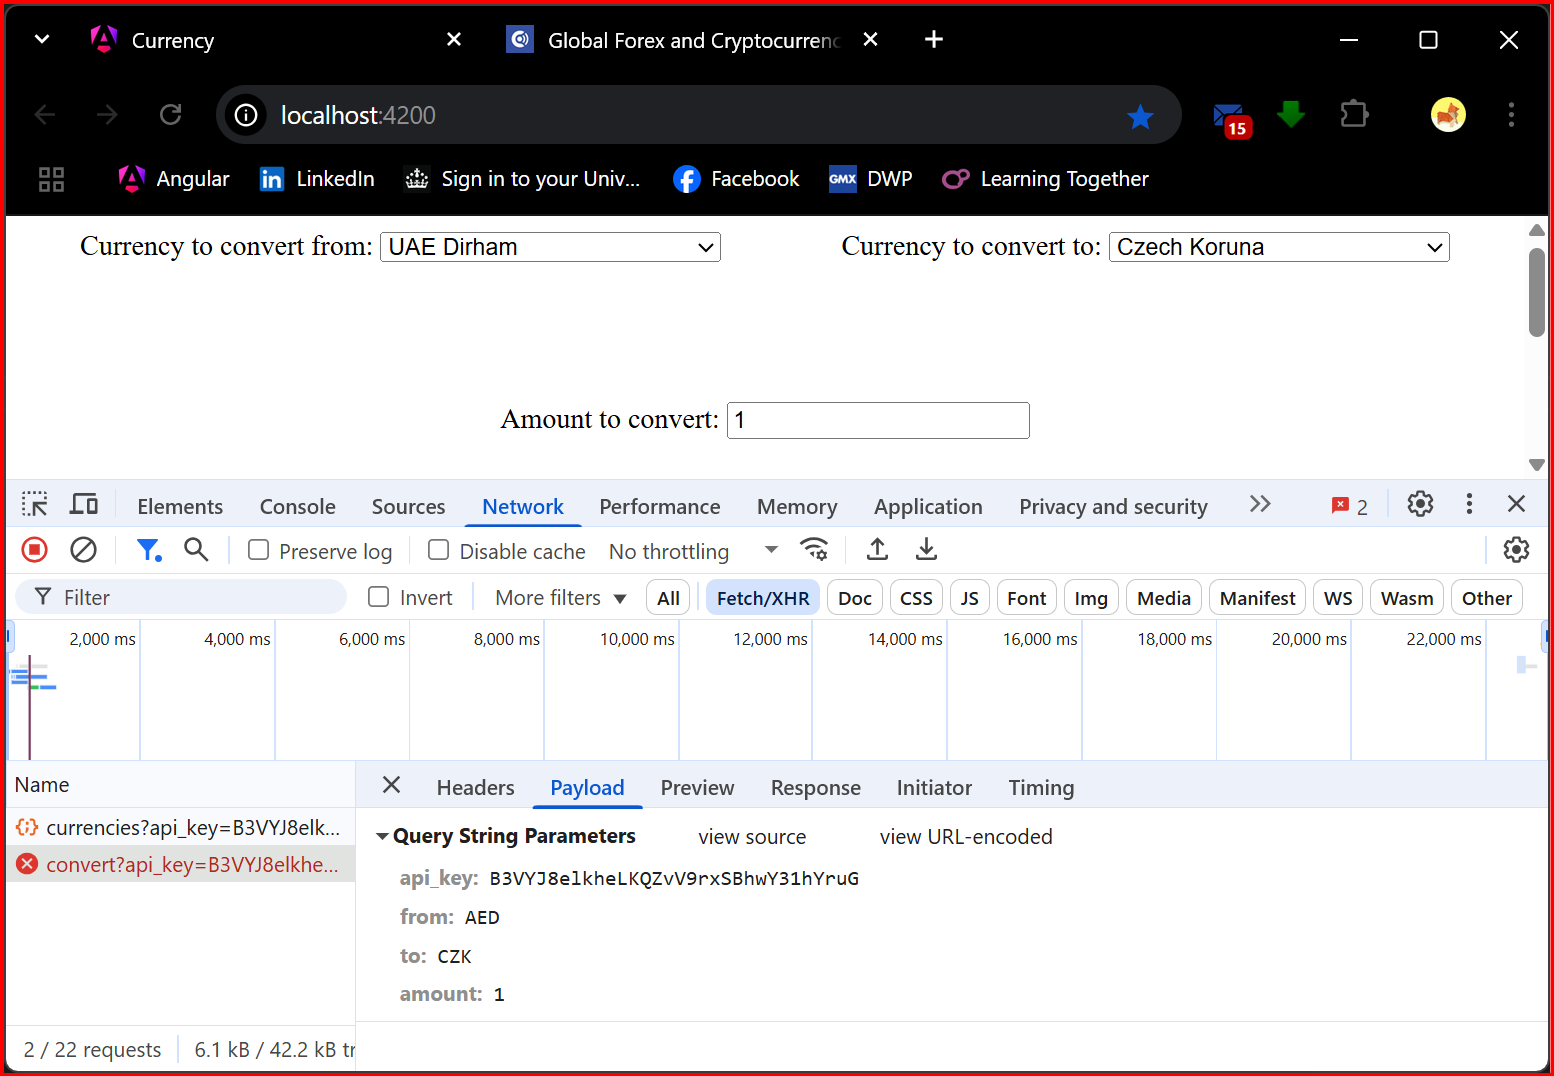 Currency
Global Forex and Cryptocurrenc
localhost:4200
15
Angular
LinkedIn
Sign in to your Univ...
Facebook
GMX DWP
Learning Together
Currency to convert from: UAE Dirham
Currency to convert to: Czech Koruna
Amount to convert: 1
Elements Console Sources Network Performance Memory Application Privacy and security 2
Preserve log Disable cache No throttling
Filter Invert More filters All Fetch/XHR Doc CSS JS Font Img Media Manifest WS Wasm Other
2,000 ms 4,000 ms 6,000 ms 8,000 ms 10,000 ms 12,000 ms 14,000 ms 16,000 ms 18,000 ms 20,000 ms 22,000 ms
Name
currencies?api_key=B3VYJ8elk...
convert?api_key=B3VYJ8elkhe...
Headers Payload Preview Response Initiator Timing
Query String Parameters view source view URL-encoded
api_key: B3VYJ8elkheLKQZvV9rxSBhwY31hYruG
from: AED
to: CZK
amount: 1
2 / 22 requests 6.1 kB / 42.2 kB tr